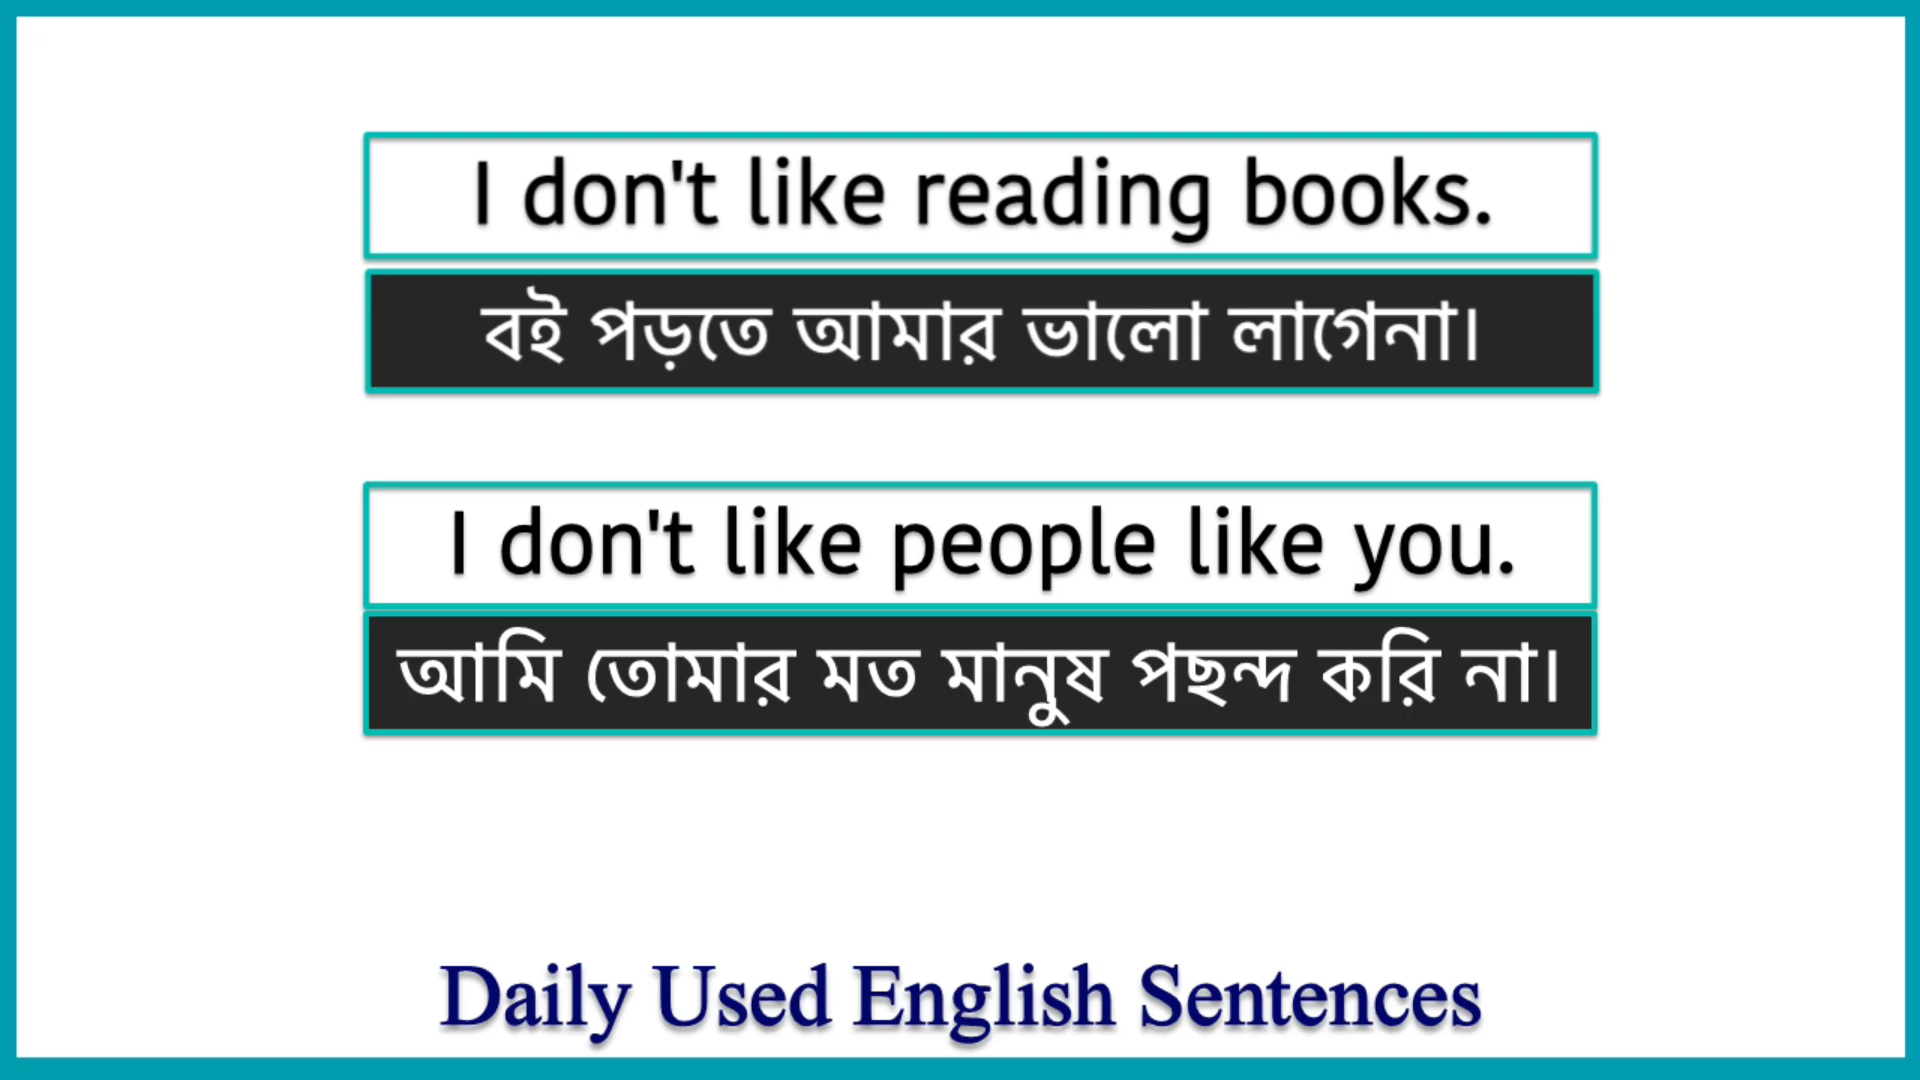 I don't like reading books.
বই পড়তে আমার ভালো লাগেনা।
I don't like people like you.
আমি তোমার মত মানুষ পছন্দ করি না।
Daily Used English Sentences